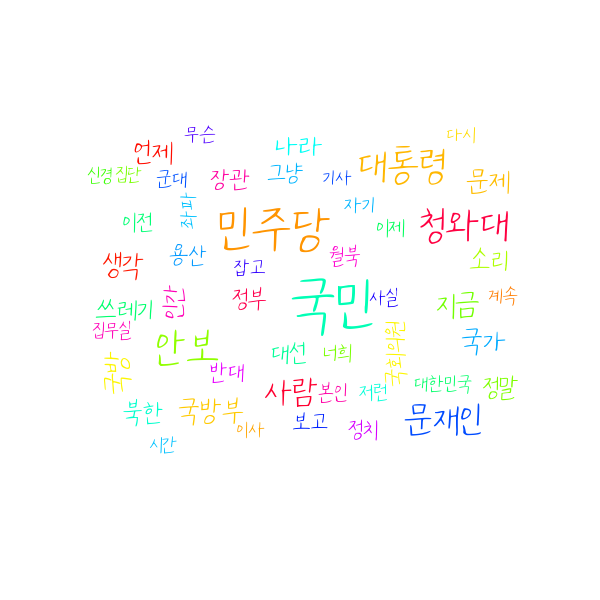 무슨
다시
언제
나라
대통령
신경
집단
군대
장관
그냥
기사
문제
좌파
이전
민주당
자기
이제
청와대
생각
용산
잡고
월북
소리
쓰레기
인간
정부
국민
사실
지금
계속
집무실
안보
대선
너희
국회의원
국가
국방
반대
사람
본인
저런
대한민국
정말
북한
국방부
이사
보고
정치
문재인
시간